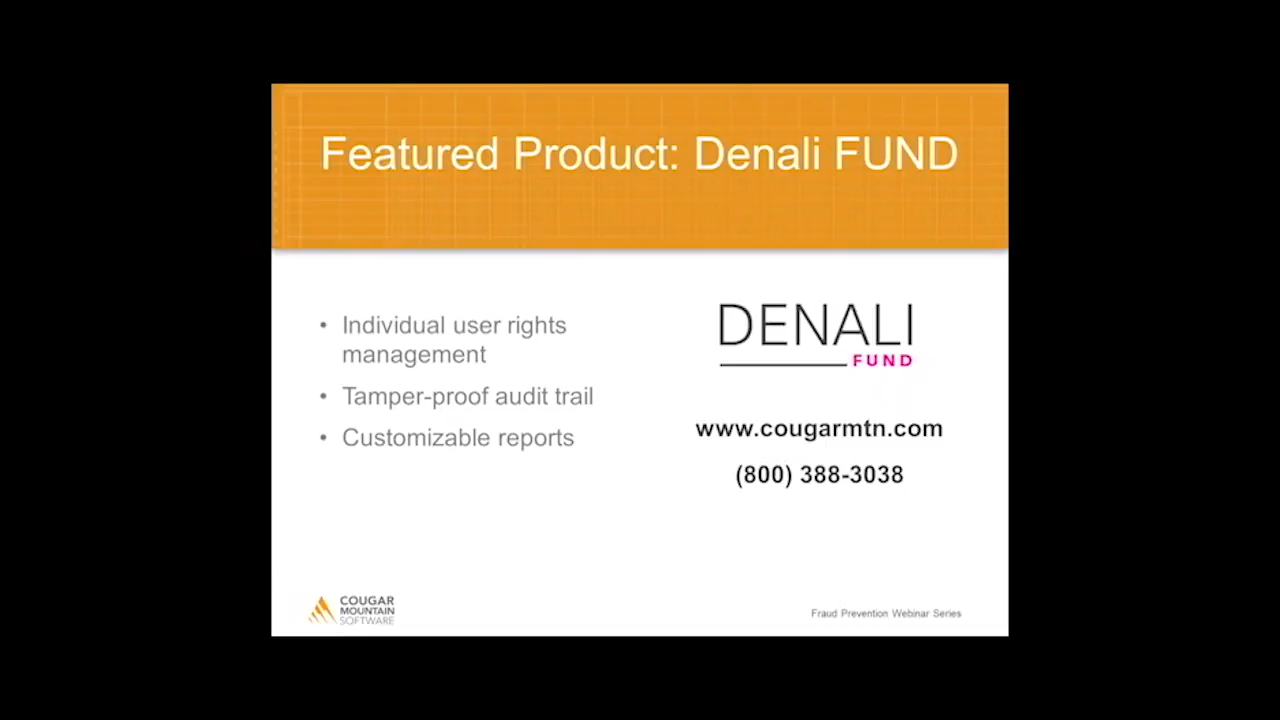 Featured Product: Denali FUND
• Individual user rights
management
• Tamper-proof audit trail
• Customizable reports
DENALI
FUND
www.cougarmtn.com
(800) 388-3038
COUGAR
MOUNTAIN
SOFTWARE
Fraud Prevention Webinar Series